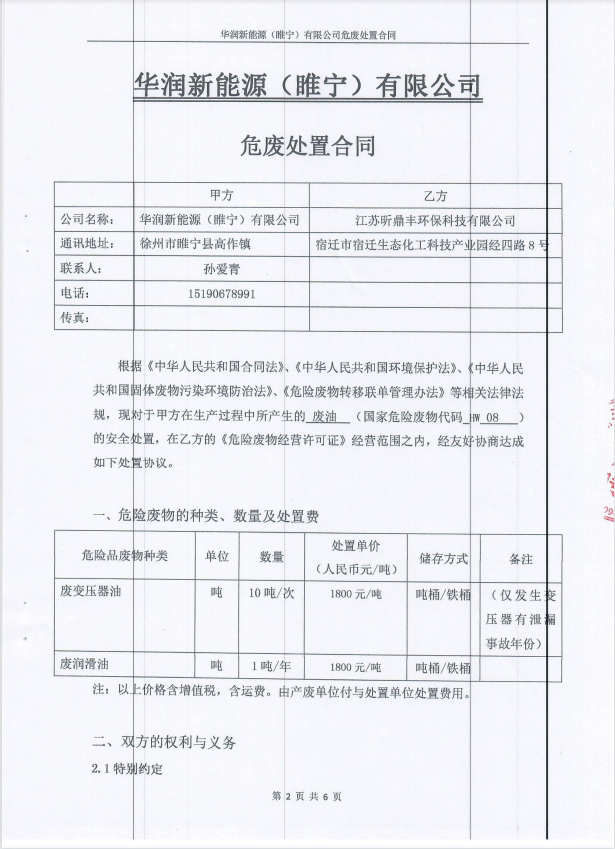 华润新能源（睢宁）有限公司危废处置合同
华润新能源（睢宁）有限公司
危废处置合同
甲方 乙方
公司名称： 华润新能源（睢宁）有限公司 江苏昕鼎丰环保科技有限公司
通讯地址： 徐州市睢宁县高作镇 宿迁市宿迁生态化工科技产业园经四路8号
联系人： 孙爱青
电话： 15190678991
传真：
根据《中华人民共和国合同法》、《中华人民共和国环境保护法》、《中华人民
共和国固体废物污染环境防治法》、《危险废物转移联单管理办法》等相关法律法
规，现对于甲方在生产过程中所产生的 废油 （国家危险废物代码 HW 08 ）
的安全处置，在乙方的《危险废物经营许可证》经营范围之内，经友好协商达成
如下处置协议。
一、危险废物的种类、数量及处置费
危险品废物种类 单位 数量 处置单价 储存方式 备注
（人民币元/吨）
废变压器油 吨 10吨/次 1800元/吨 吨桶/铁桶 （仅发生变
压器有泄漏
事故年份）
废润滑油 吨 1吨/年 1800元/吨 吨桶/铁桶
注：以上价格含增值税，含运费。由产废单位付与处置单位处置费用。
二、双方的权利与义务
2.1特别约定
第 2 页 共 6 页